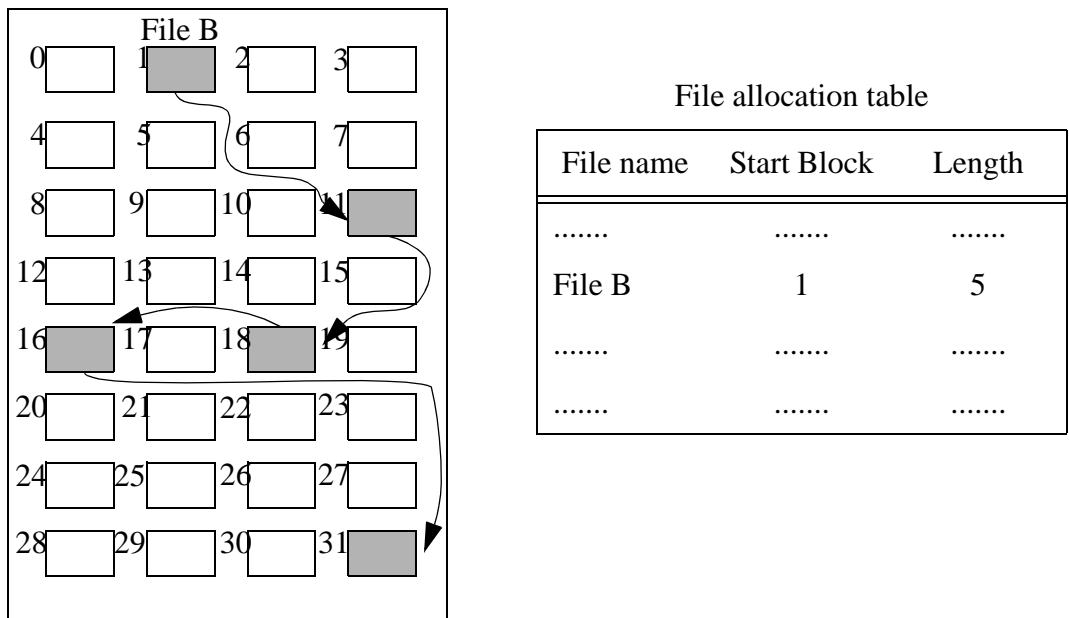 File B
0 1 2 3
4 5 6 7
8 9 10 11
12 13 14 15
16 17 18 19
20 21 22 23
24 25 26 27
28 29 30 31
File allocation table
File name Start Block Length
....... ....... .......
File B 1 5
....... ....... .......
....... ....... .......